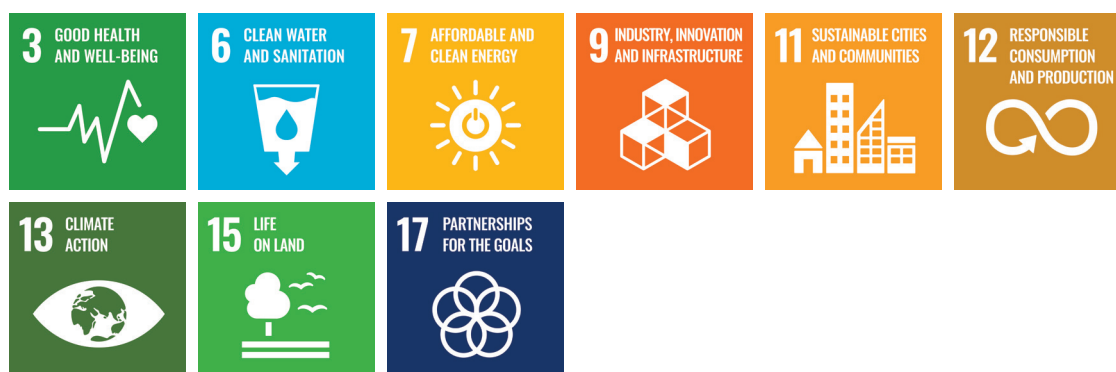 3 GOOD HEALTH
AND WELL-BEING
6 CLEAN WATER
AND SANITATION
7 AFFORDABLE AND
CLEAN ENERGY
9 INDUSTRY, INNOVATION
AND INFRASTRUCTURE
11 SUSTAINABLE CITIES
AND COMMUNITIES
12 RESPONSIBLE
CONSUMPTION
AND PRODUCTION
13 CLIMATE
ACTION
15 LIFE
ON LAND
17 PARTNERSHIPS
FOR THE GOALS